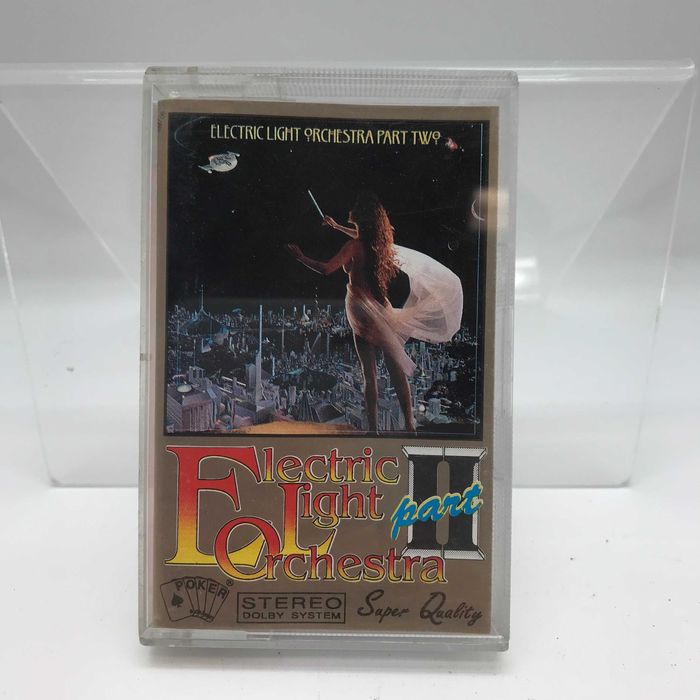 ELECTRIC LIGHT ORCHESTRA PART TWO
Electric
Light
Orchestra
part II
POKER®
STEREO
DOLBY SYSTEM
Super Quality